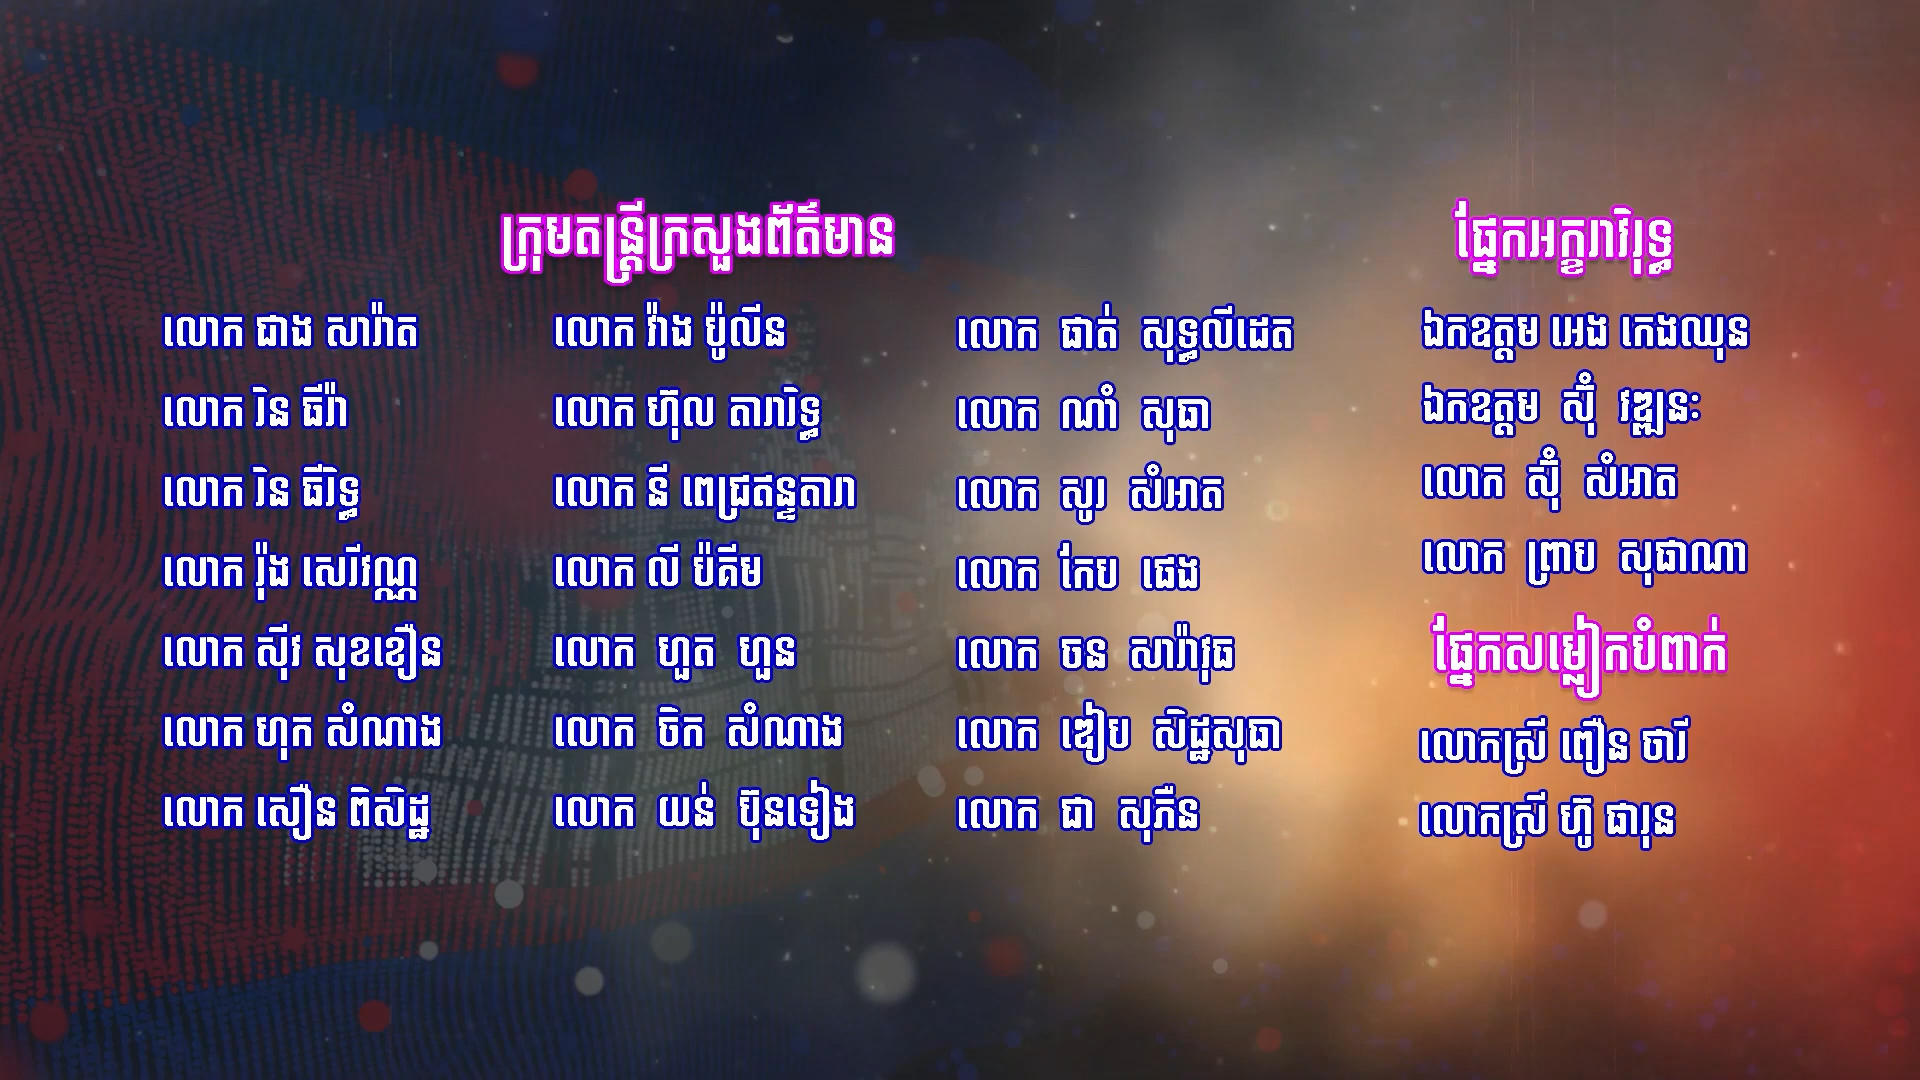 ក្រុមតន្ត្រីក្រសួងព័ត៌មាន
លោក ជាង សារ៉ាត
លោក រិន ធីរ៉ា
លោក រិន ធីរិទ្ធ
លោក រ៉ុង សេរីវណ្ណ
លោក ស៊ីវ សុខខឿន
លោក ហុក សំណាង
លោក សឿន ពិសិដ្ឋ
លោក វ៉ាង ប៉ូលីន
លោក ហ៊ុល តារារិទ្ធ
លោក នី ពេជ្រឥន្ទតារា
លោក លី ប៉គីម
លោក ហួត ហួន
លោក ចិក សំណាង
លោក យន់ ប៊ុនទៀង
លោក ផាត់ សុទ្ធលីដេត
លោក ណាំ សុធា
លោក សូរ សំអាត
លោក កែប ផេង
លោក ចន សារ៉ាវុធ
លោក ឌៀប សិដ្ឋសុធា
លោក ជា សុភីន
ផ្នែកអក្ខរាវិរុទ្ធ
ឯកឧត្តម អេង កេងឈុន
ឯកឧត្តម ស៊ុំ វឌ្ឍនៈ
លោក ស៊ុំ សំអាត
លោក ព្រាប សុផាណា
ផ្នែកសម្លៀកបំពាក់
លោកស្រី ពឿន ថារី
លោកស្រី ហ៊ូ ផារុន